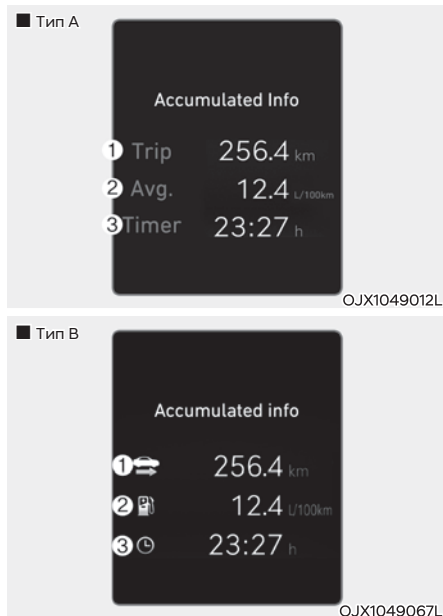 ■ Тип A
Accumulated Info
① Trip 256.4 km
② Avg. 12.4 L/100km
③ Timer 23:27 h
OJX1049012L
■ Тип B
Accumulated info
① 256.4 km
② 12.4 L/100km
③ 23:27 h
OJX1049067L